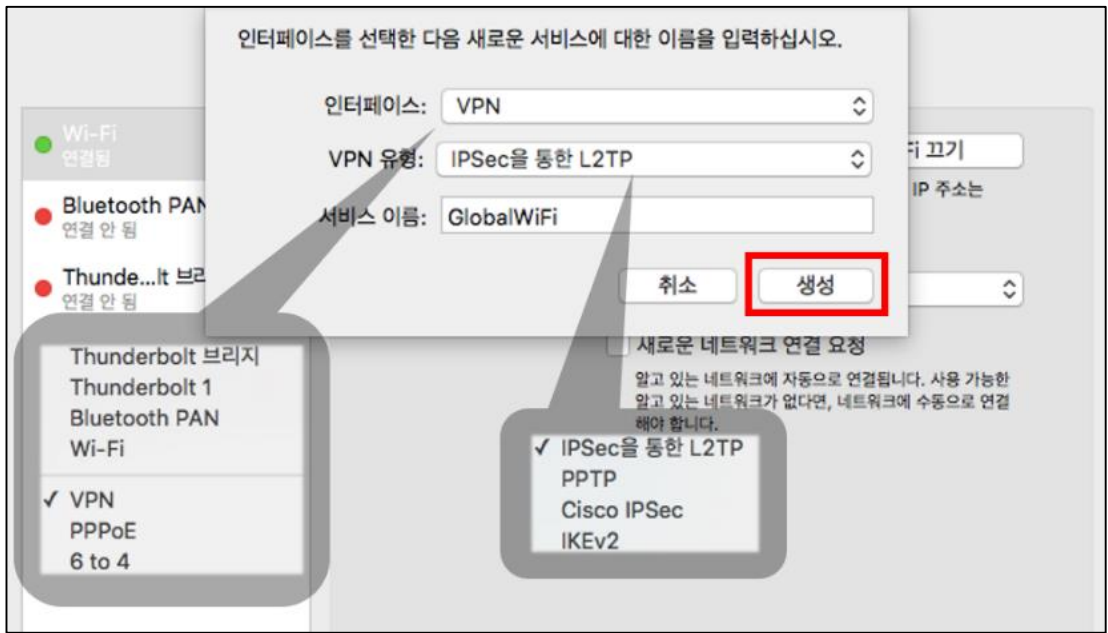 인터페이스를 선택한 다음 새로운 서비스에 대한 이름을 입력하십시오.
인터페이스: VPN
VPN 유형: IPSec을 통한 L2TP
서비스 이름: GlobalWiFi
취소 생성
Wi-Fi
연결됨
Bluetooth PAN
연결 안 됨
Thunde...lt 브리
연결 안 됨
Fi 끄기
IP 주소는
새로운 네트워크 연결 요청
알고 있는 네트워크에 자동으로 연결됩니다. 사용 가능한
알고 있는 네트워크가 없다면, 네트워크에 수동으로 연결
해야 합니다.
Thunderbolt 브리지
Thunderbolt 1
Bluetooth PAN
Wi-Fi
✓ VPN
PPPoE
6 to 4
✓ IPSec을 통한 L2TP
PPTP
Cisco IPSec
IKEv2